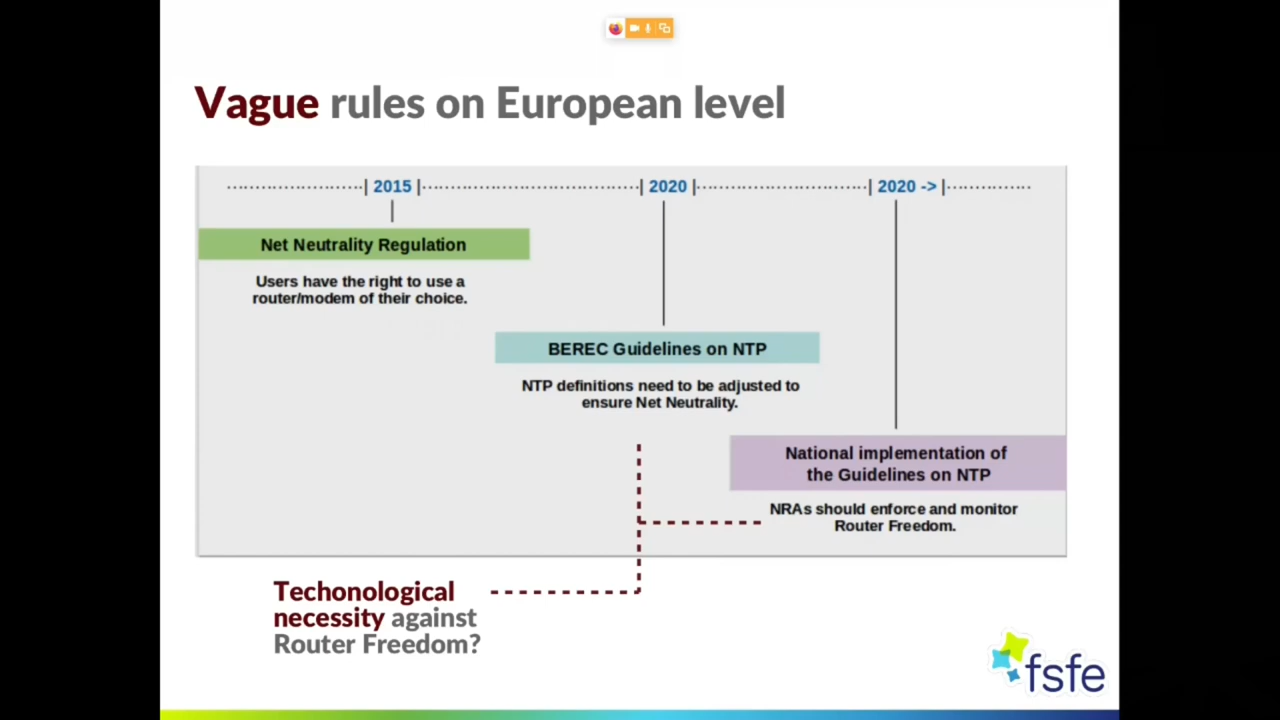 Vague rules on European level
| 2015 | | 2020 | | 2020 -> |
Net Neutrality Regulation
Users have the right to use a
router/modem of their choice.
BEREC Guidelines on NTP
NTP definitions need to be adjusted to
ensure Net Neutrality.
National implementation of
the Guidelines on NTP
NRAs should enforce and monitor
Router Freedom.
Techonological
necessity against
Router Freedom?
fsfe